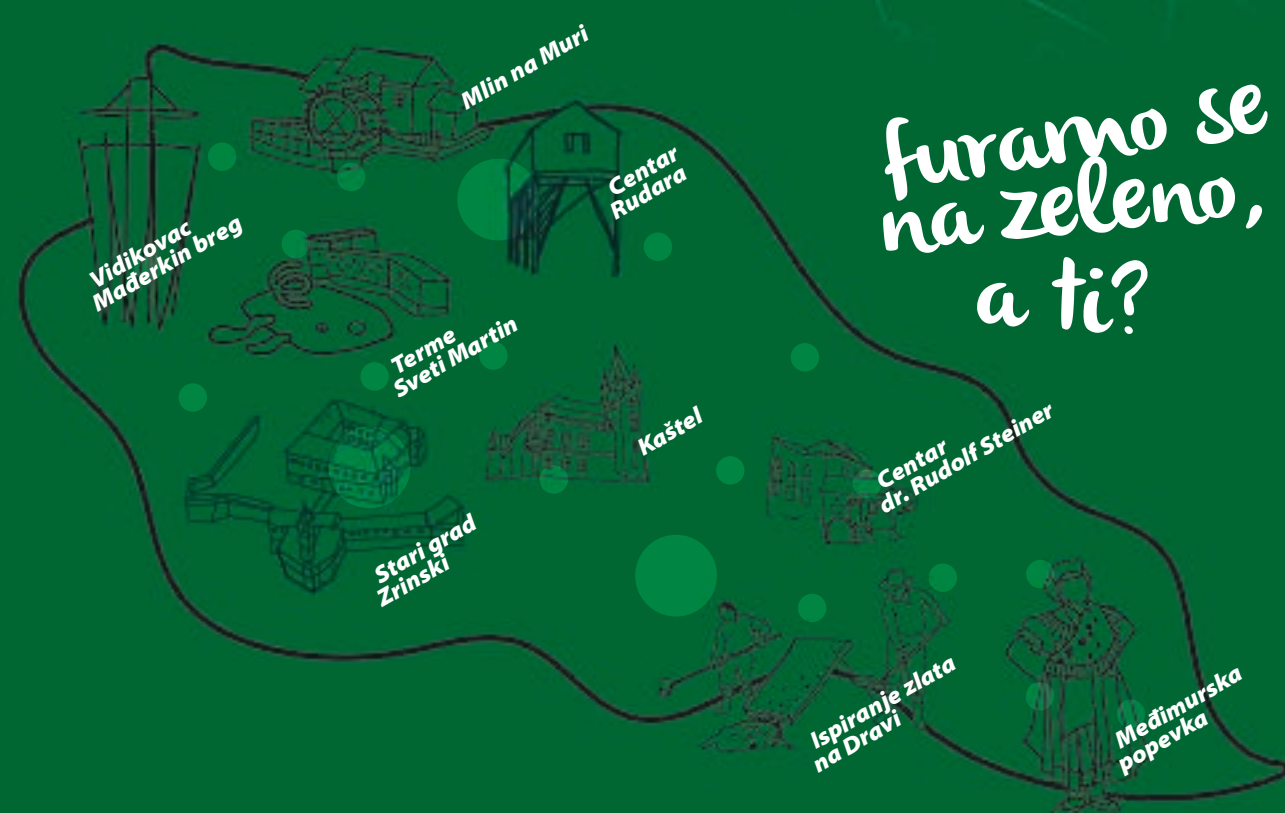 Mlin na Muri
furamo se
na zeleno,
a ti?
Centar
Rudara
Vidikovac
Mađerkin breg
Terme
Sveti Martin
Kaštel
Centar
dr. Rudolf Steiner
Stari grad
Zrinski
Ispiranje zlata
na Dravi
Međimurska
popevka